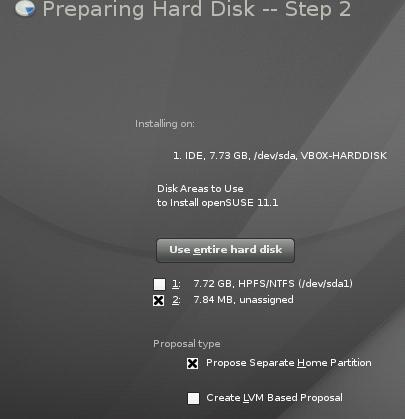 Preparing Hard Disk -- Step 2
Installing on:
1. IDE, 7.73 GB, /dev/sda, VBOX-HARDDISK
Disk Areas to Use
to Install openSUSE 11.1
Use entire hard disk
1: 7.72 GB, HPFS/NTFS (/dev/sda1)
2: 7.84 MB, unassigned
Proposal type
Propose Separate Home Partition
Create LVM Based Proposal